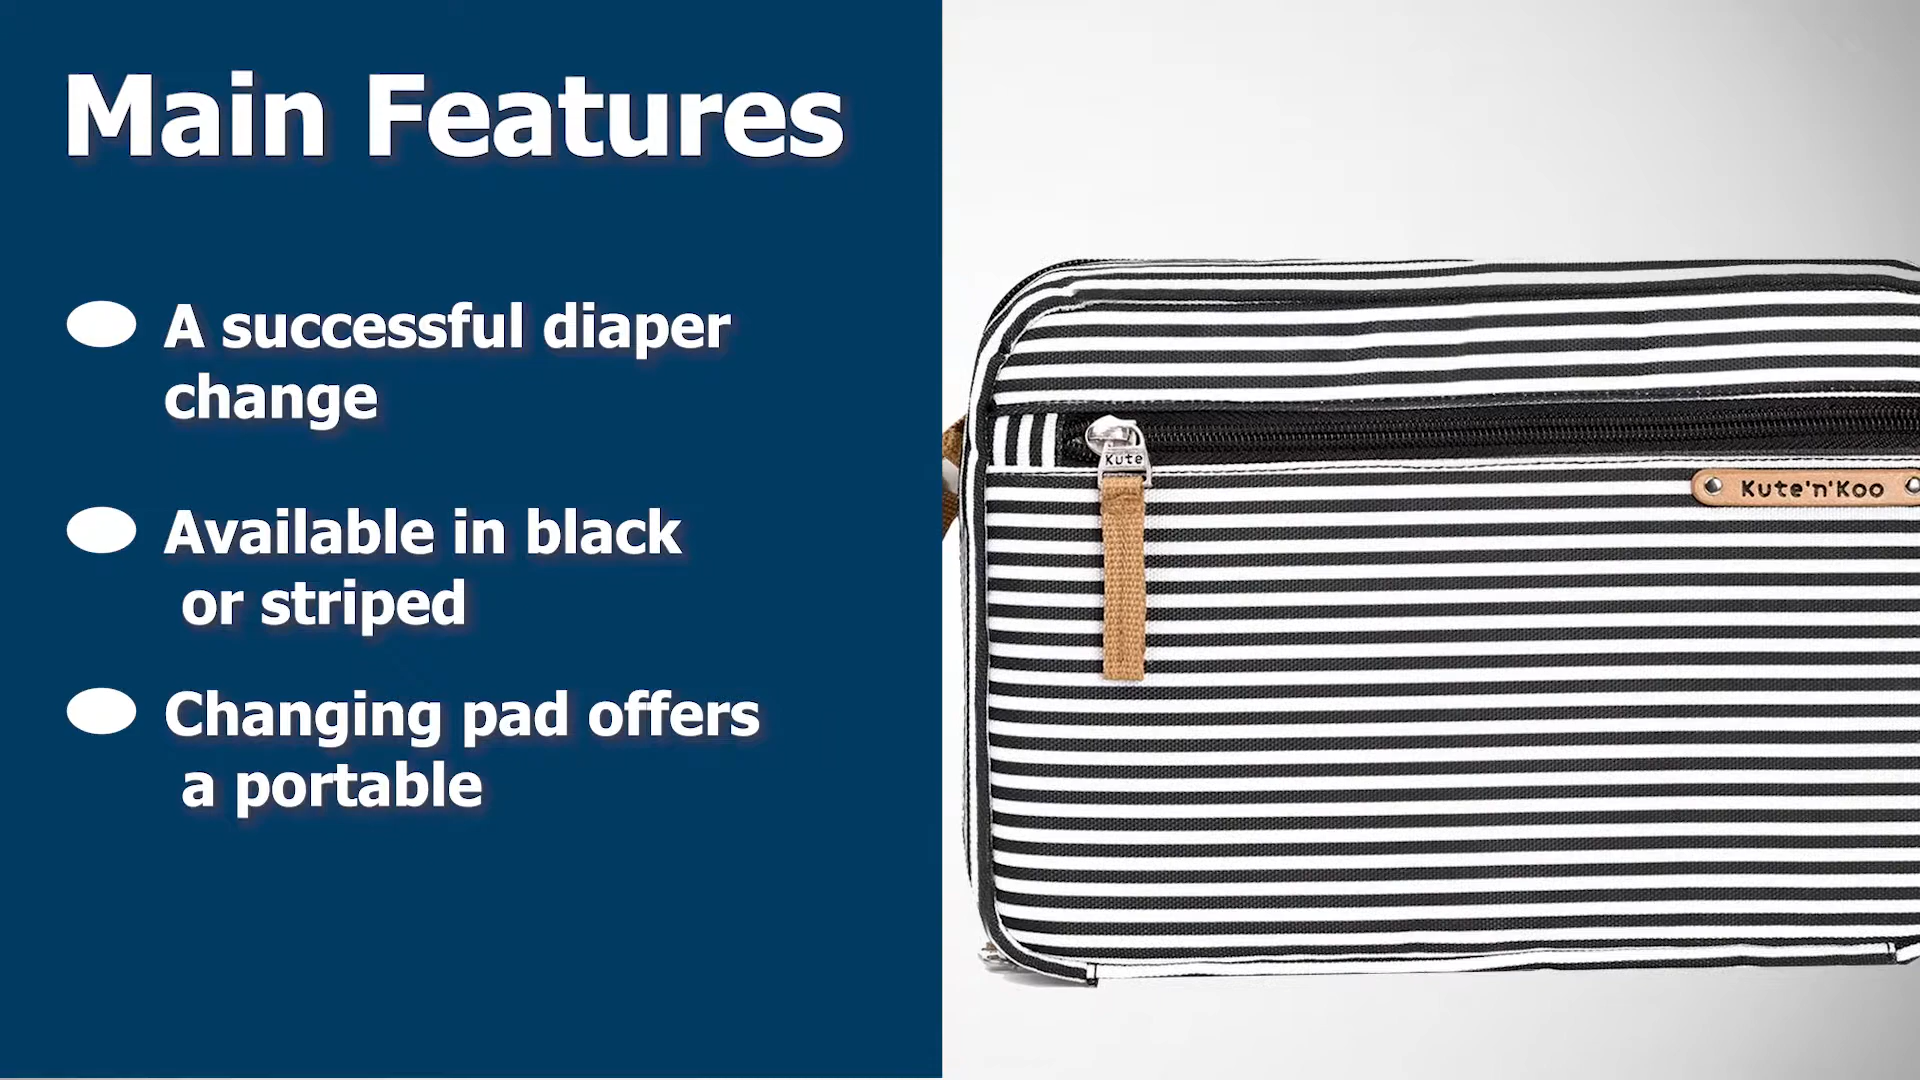 Main Features
A successful diaper
change
Available in black
or striped
Changing pad offers
a portable
Kute
Kute'n'Koo